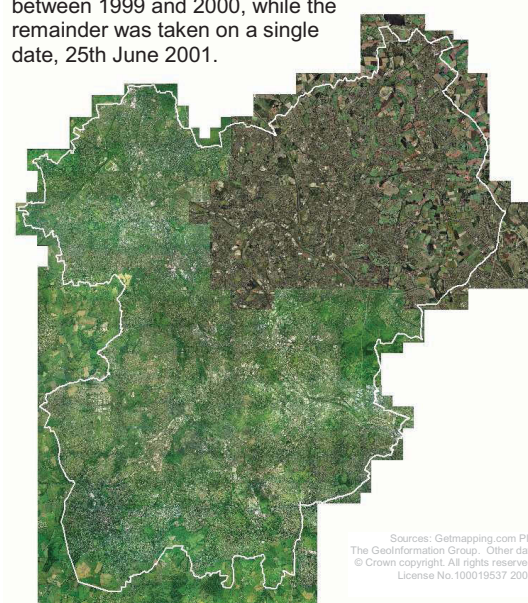 between 1999 and 2000, while the
remainder was taken on a single
date, 25th June 2001.
Sources: Getmapping.com
The GeoInformation Group. Other
© Crown copyright. All rights
License No.100019537